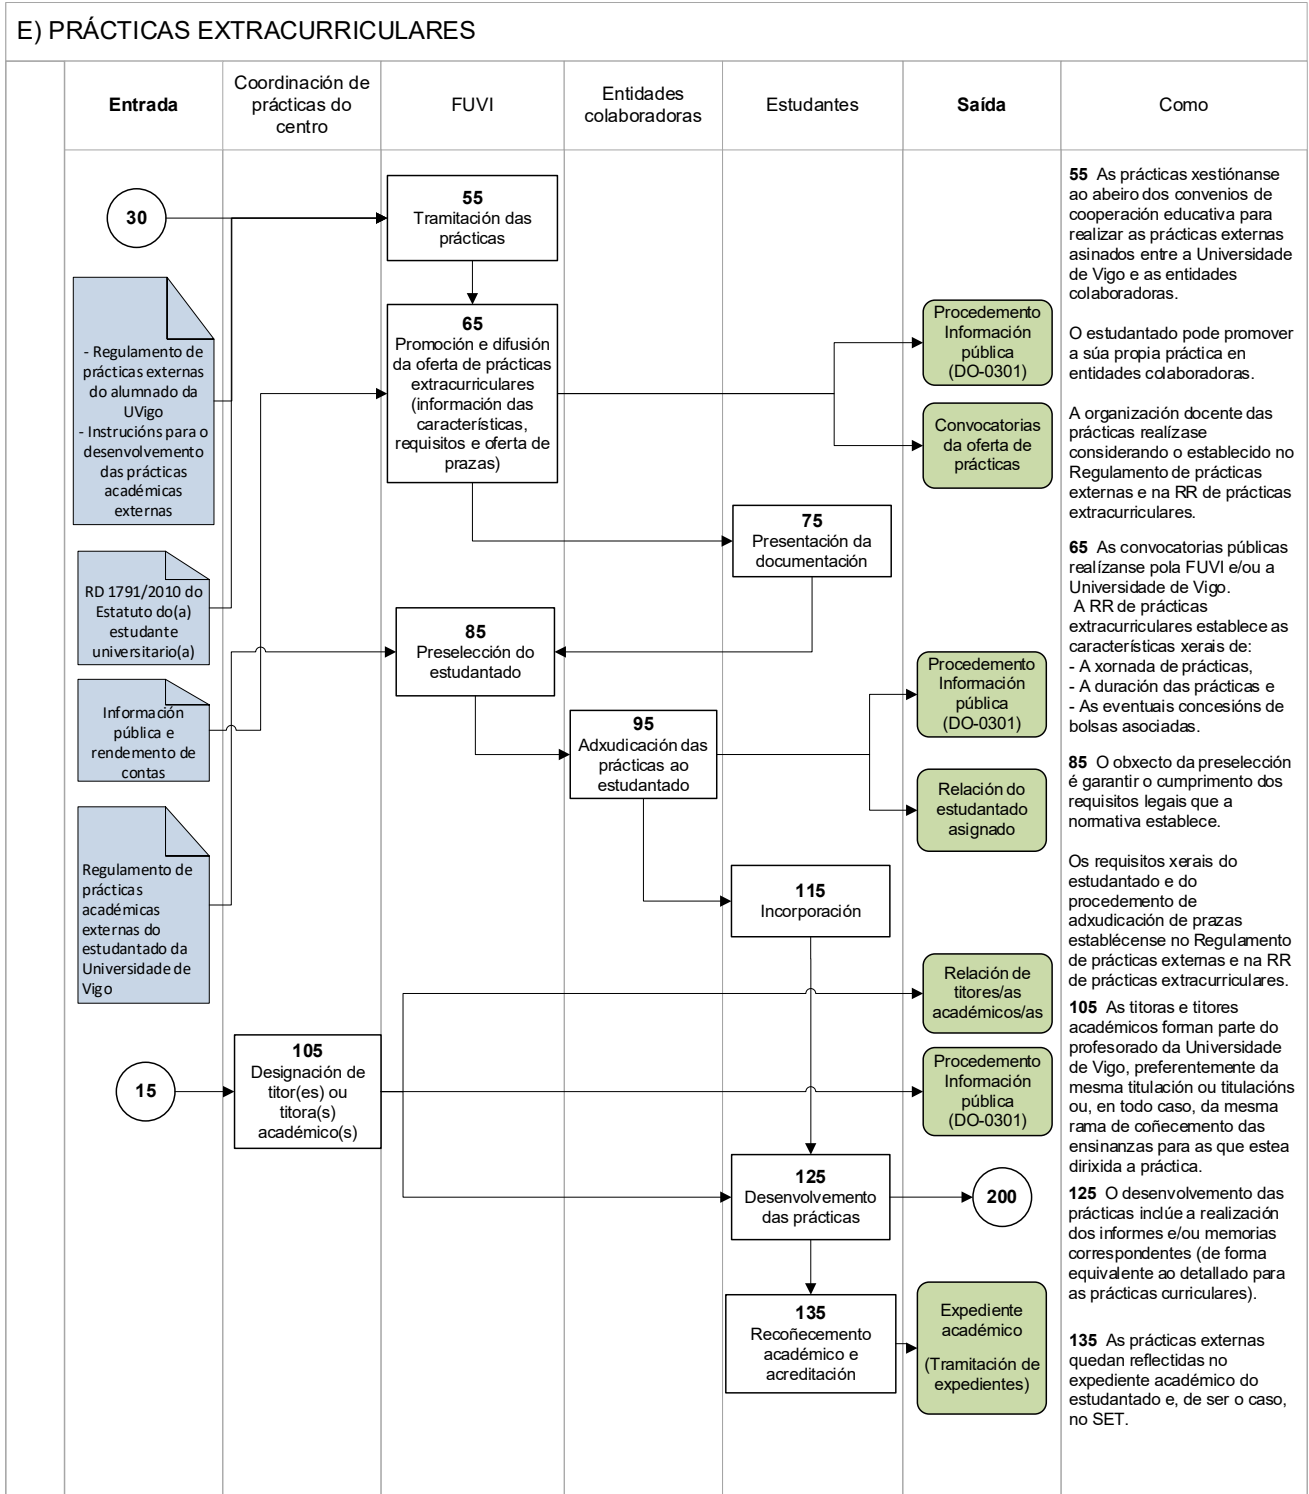 E) PRÁCTICAS EXTRACURRICULARES
Entrada
Coordinación de
prácticas do
centro
FUVI
Entidades
colaboradoras
Estudantes
Saída
Como
30
55
Tramitación das
prácticas
- Regulamento de
prácticas externas
do alumnado da
UVigo
- Instrucións para o
desenvolvemento
das prácticas
académicas
externas
65
Promoción e difusión
da oferta de prácticas
extracurriculares
(información das
características,
requisitos e oferta de
prazas)
Procedemento
Información
pública
(DO-0301)
Convocatorias
da oferta de
prácticas
75
Presentación da
documentación
RD 1791/2010 do
Estatuto do(a)
estudante
universitario(a)
85
Preselección do
estudantado
Información
pública e
rendemento de
contas
95
Adxudicación das
prácticas ao
estudantado
Procedemento
Información
pública
(DO-0301)
Relación do
estudantado
asignado
Regulamento de
prácticas
académicas
externas do
estudantado da
Universidade de
Vigo
115
Incorporación
Relación de
titores/as
académicos/as
15
105
Designación de
titor(es) ou
titora(s)
académico(s)
Procedemento
Información
pública
(DO-0301)
125
Desenvolvemento
das prácticas
200
135
Recoñecemento
académico e
acreditación
Expediente
académico
(Tramitación de
expedientes)
55 As prácticas xestiónanse
ao abeiro dos convenios de
cooperación educativa para
realizar as prácticas externas
asinados entre a Universidade
de Vigo e as entidades
colaboradoras.
O estudantado pode promover
a súa propia práctica en
entidades colaboradoras.
A organización docente das
prácticas realízase
considerando o establecido no
Regulamento de prácticas
externas e na RR de prácticas
extracurriculares.
65 As convocatorias públicas
realízanse pola FUVI e/ou a
Universidade de Vigo.
A RR de prácticas
extracurriculares establece as
características xerais de:
- A xornada de prácticas,
- A duración das prácticas e
- As eventuais concesións de
bolsas asociadas.
85 O obxecto da preselección
é garantir o cumprimento dos
requisitos legais que a
normativa establece.
Os requisitos xerais do
estudantado e do
procedemento de
adxudicación de prazas
establécense no Regulamento
de prácticas externas e na RR
de prácticas extracurriculares.
105 As titoras e titores
académicos forman parte do
profesorado da Universidade
de Vigo, preferentemente da
mesma titulación ou titulacións
ou, en todo caso, da mesma
rama de coñecemento das
ensinanzas para as que estea
dirixida a práctica.
125 O desenvolvemento das
prácticas inclúe a realización
dos informes e/ou memorias
correspondentes (de forma
equivalente ao detallado para
as prácticas curriculares).
135 As prácticas externas
quedan reflectidas no
expediente académico do
estudantado e, de ser o caso,
no SET.